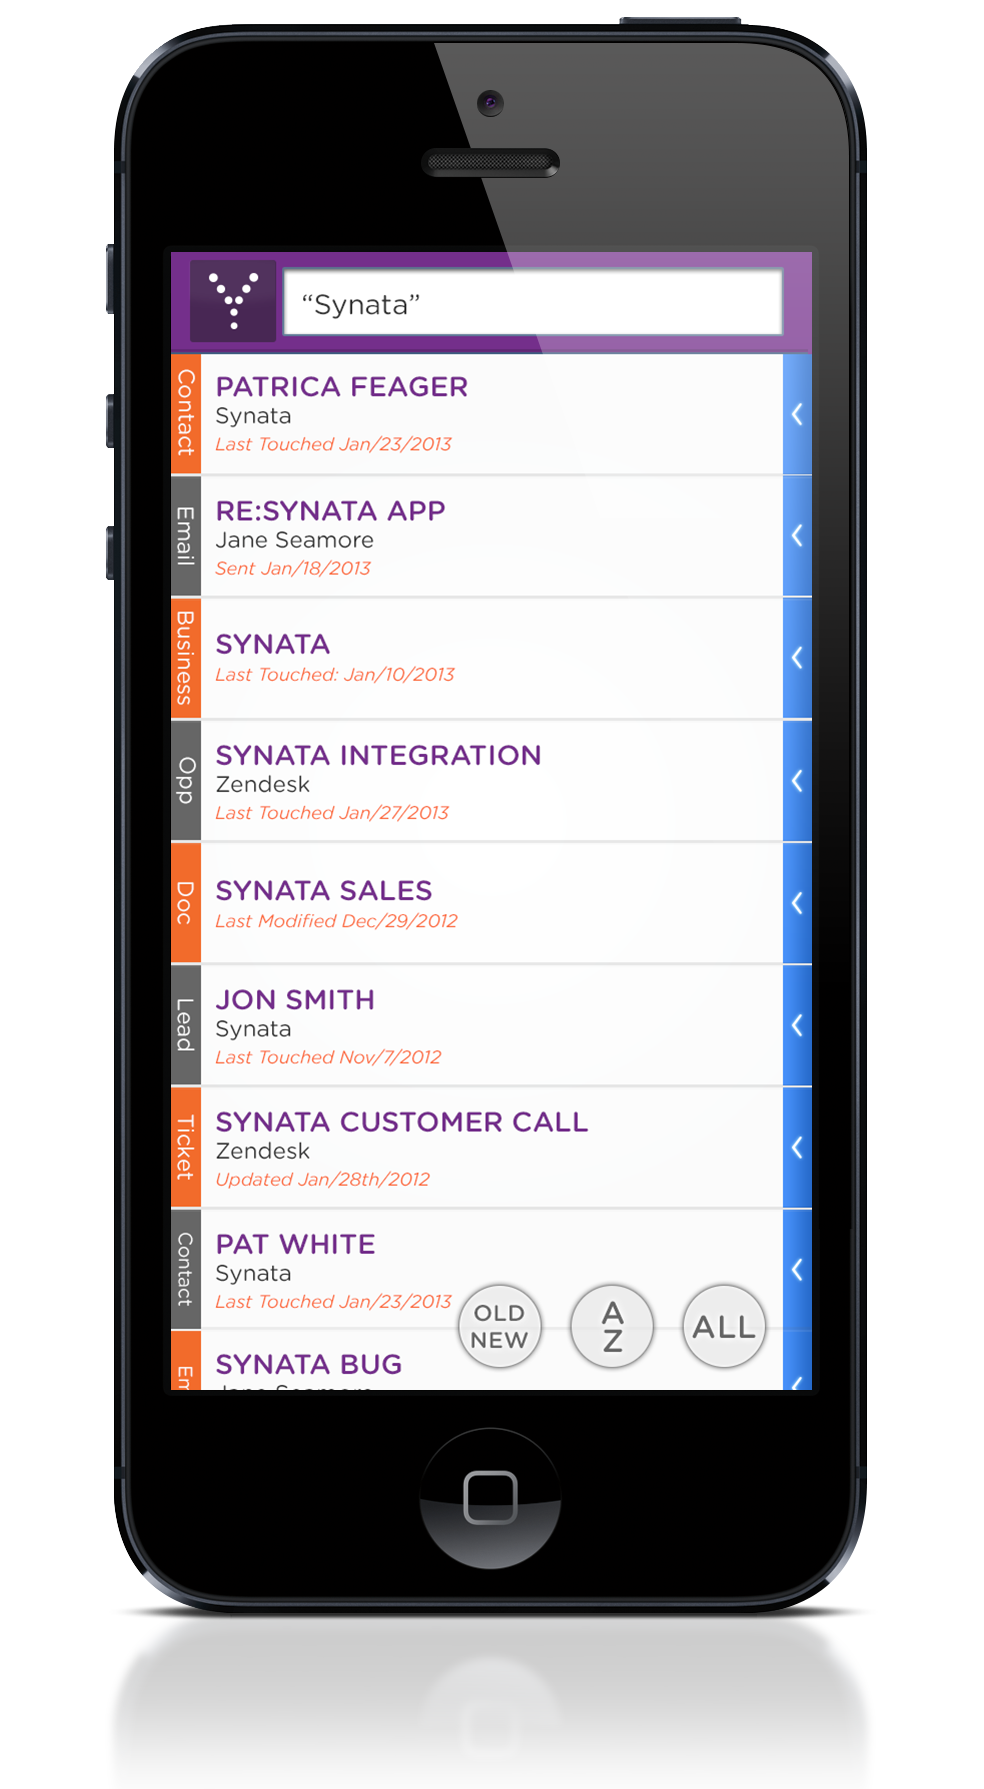 “Synata”
Contact
PATRICA FEAGER
Synata
Last Touched Jan/23/2013
Email
RE:SYNATA APP
Jane Seamore
Sent Jan/18/2013
Business
SYNATA
Last Touched: Jan/10/2013
Opp
SYNATA INTEGRATION
Zendesk
Last Touched Jan/27/2013
Doc
SYNATA SALES
Last Modified Dec/29/2012
Lead
JON SMITH
Synata
Last Touched Nov/7/2012
Ticket
SYNATA CUSTOMER CALL
Zendesk
Updated Jan/28th/2012
Contact
PAT WHITE
Synata
Last Touched Jan/23/2013
OLD
NEW
A
Z
ALL
Em
SYNATA BUG